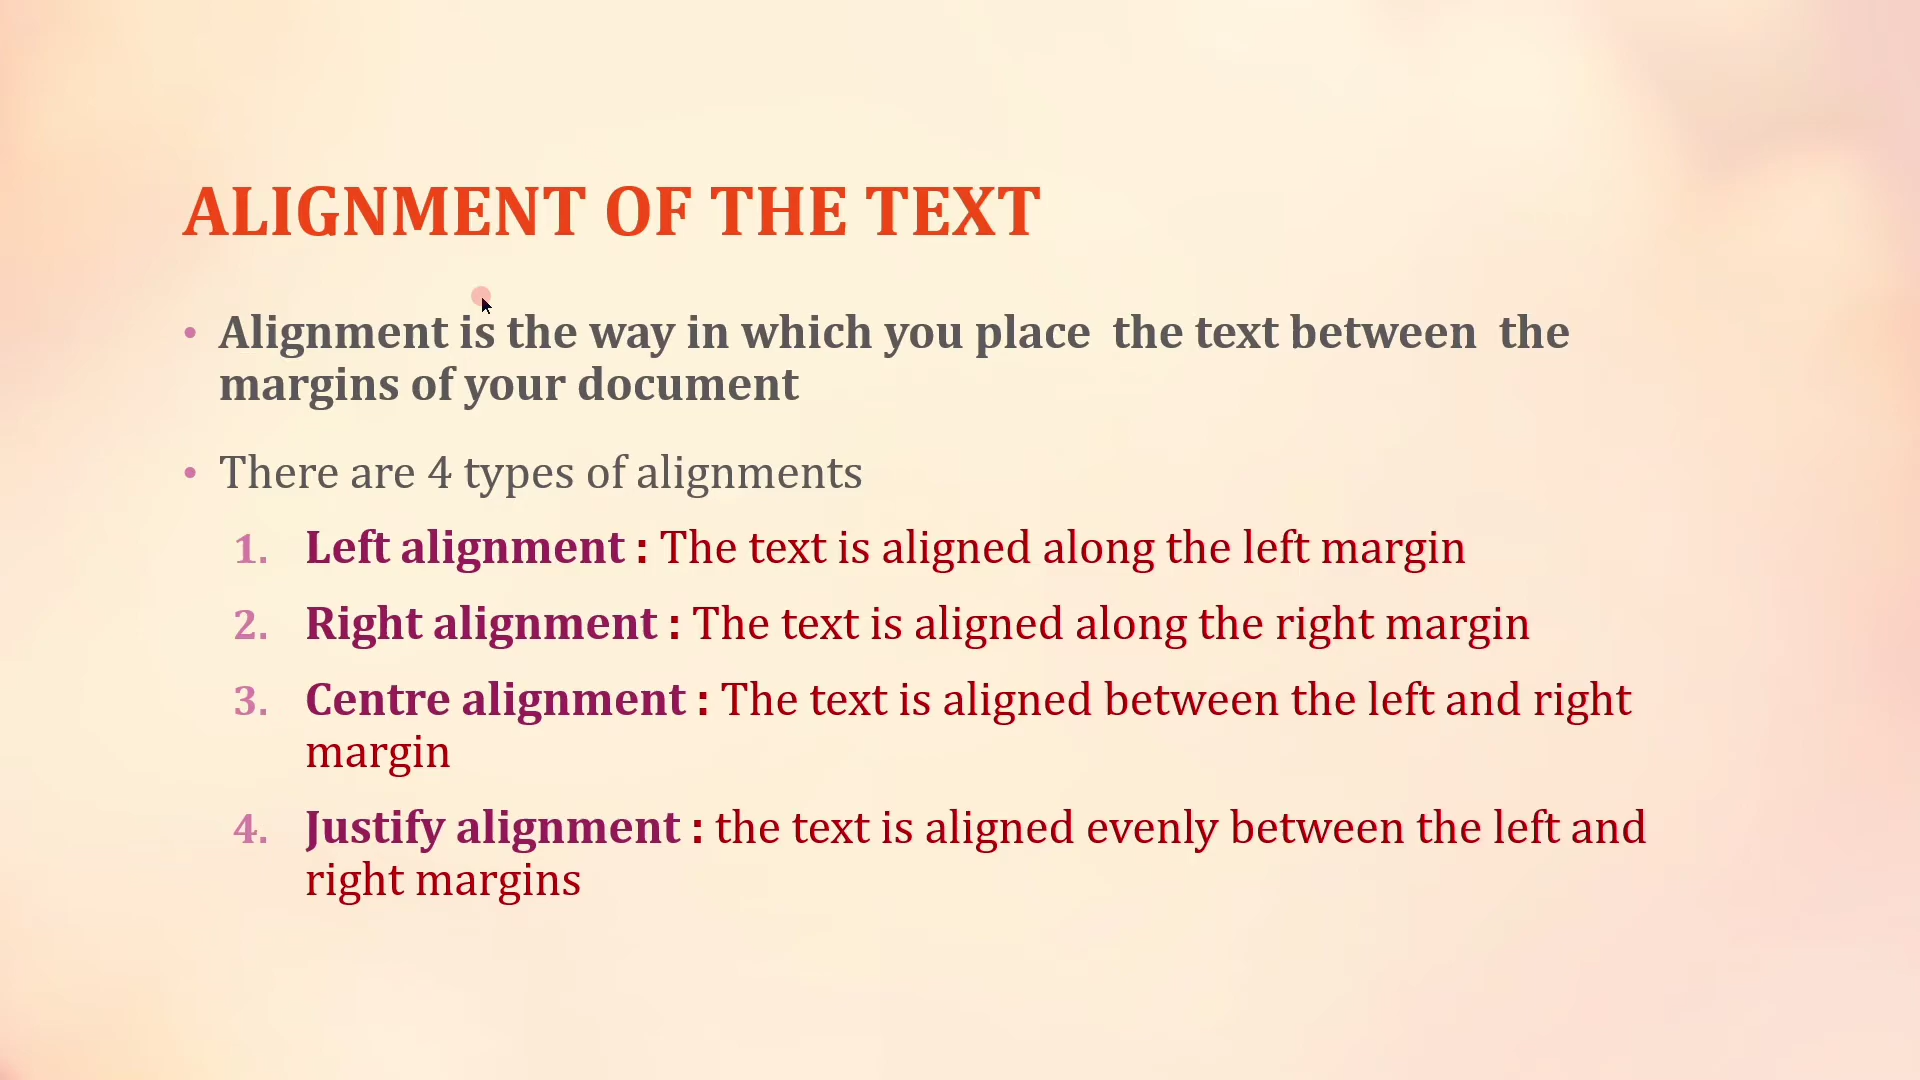 ALIGNMENT OF THE TEXT
• Alignment is the way in which you place  the text between  the
margins of your document
• There are 4 types of alignments
1. Left alignment : The text is aligned along the left margin
2. Right alignment : The text is aligned along the right margin
3. Centre alignment : The text is aligned between the left and right
margin
4. Justify alignment : the text is aligned evenly between the left and
right margins